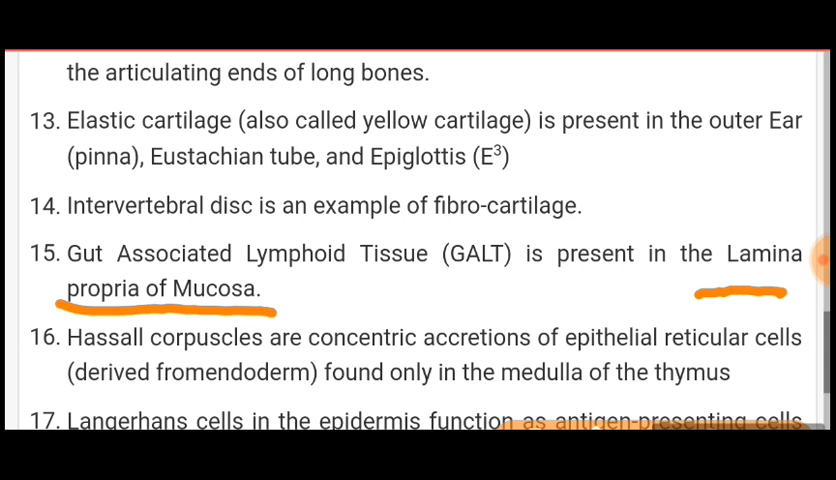 the articulating ends of long bones.
13. Elastic cartilage (also called yellow cartilage) is present in the outer Ear
(pinna), Eustachian tube, and Epiglottis (E³)
14. Intervertebral disc is an example of fibro-cartilage.
15. Gut Associated Lymphoid Tissue (GALT) is present in the Lamina
propria of Mucosa.
16. Hassall corpuscles are concentric accretions of epithelial reticular cells
(derived fromendoderm) found only in the medulla of the thymus
17. Langerhans cells in the epidermis function as antigen-presenting cells